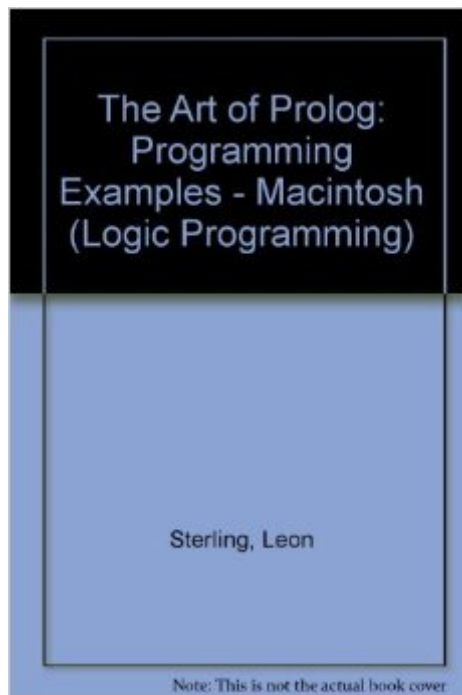 The Art of Prolog:
Programming
Examples - Macintosh
(Logic Programming)
Sterling, Leon
Note: This is not the actual book cover